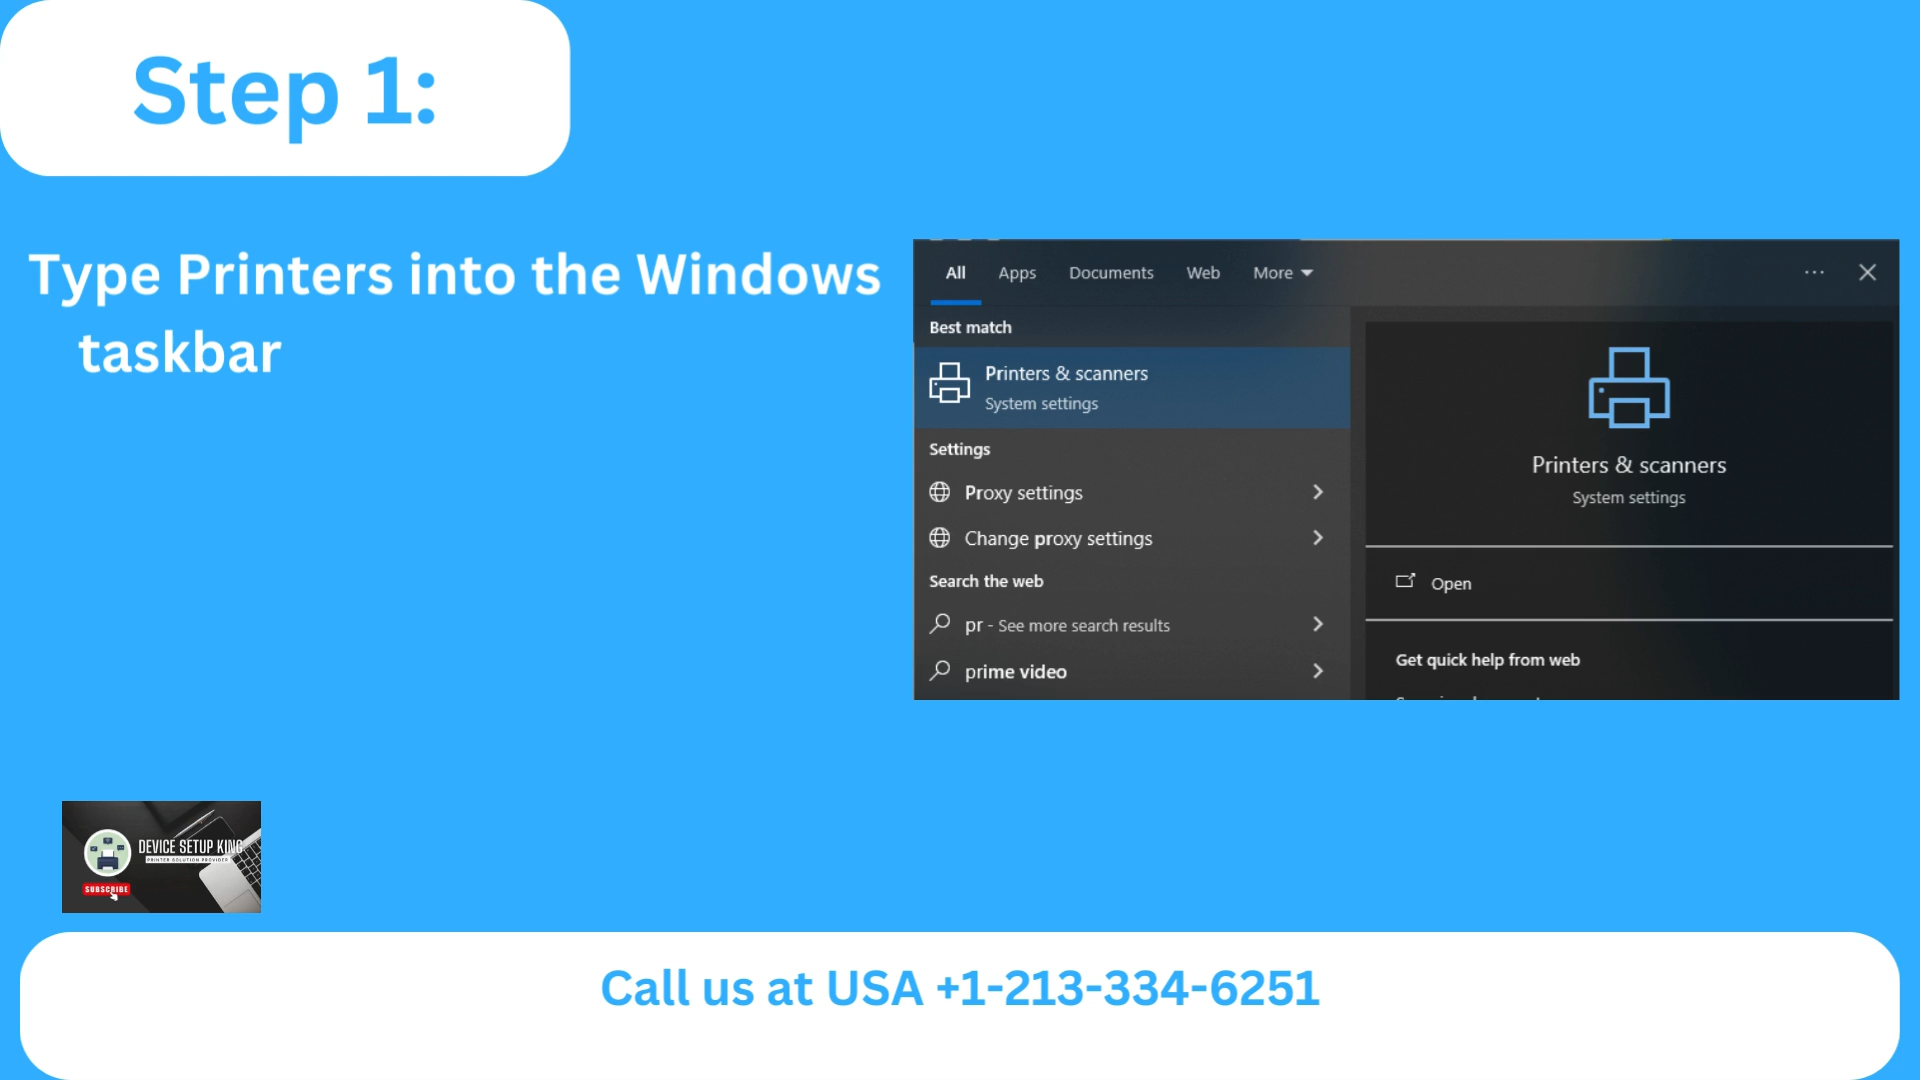 Step 1:
Type Printers into the Windows
taskbar
All Apps Documents Web More
Best match
Printers & scanners
System settings
Settings
Proxy settings
Change proxy settings
Search the web
pr - See more search results
prime video
Printers & scanners
System settings
Open
Get quick help from web
DEVICE SETUP KING
PRINTER SOLUTION PROVIDER
SUBSCRIBE
Call us at USA +1-213-334-6251